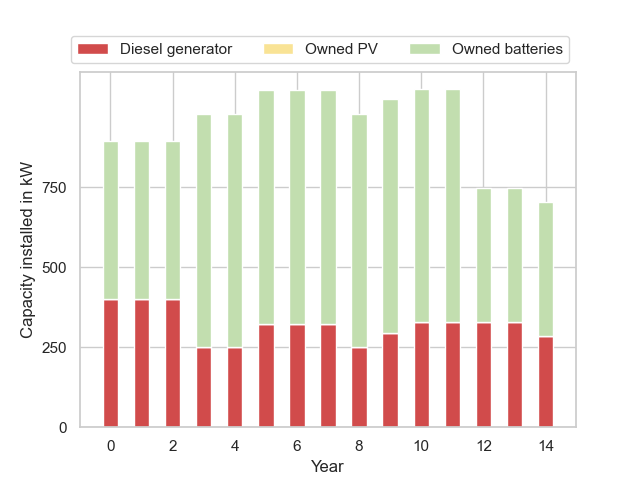 Diesel generator Owned PV Owned batteries
Capacity installed in kW
750
500
250
0
0 2 4 6 8 10 12 14
Year